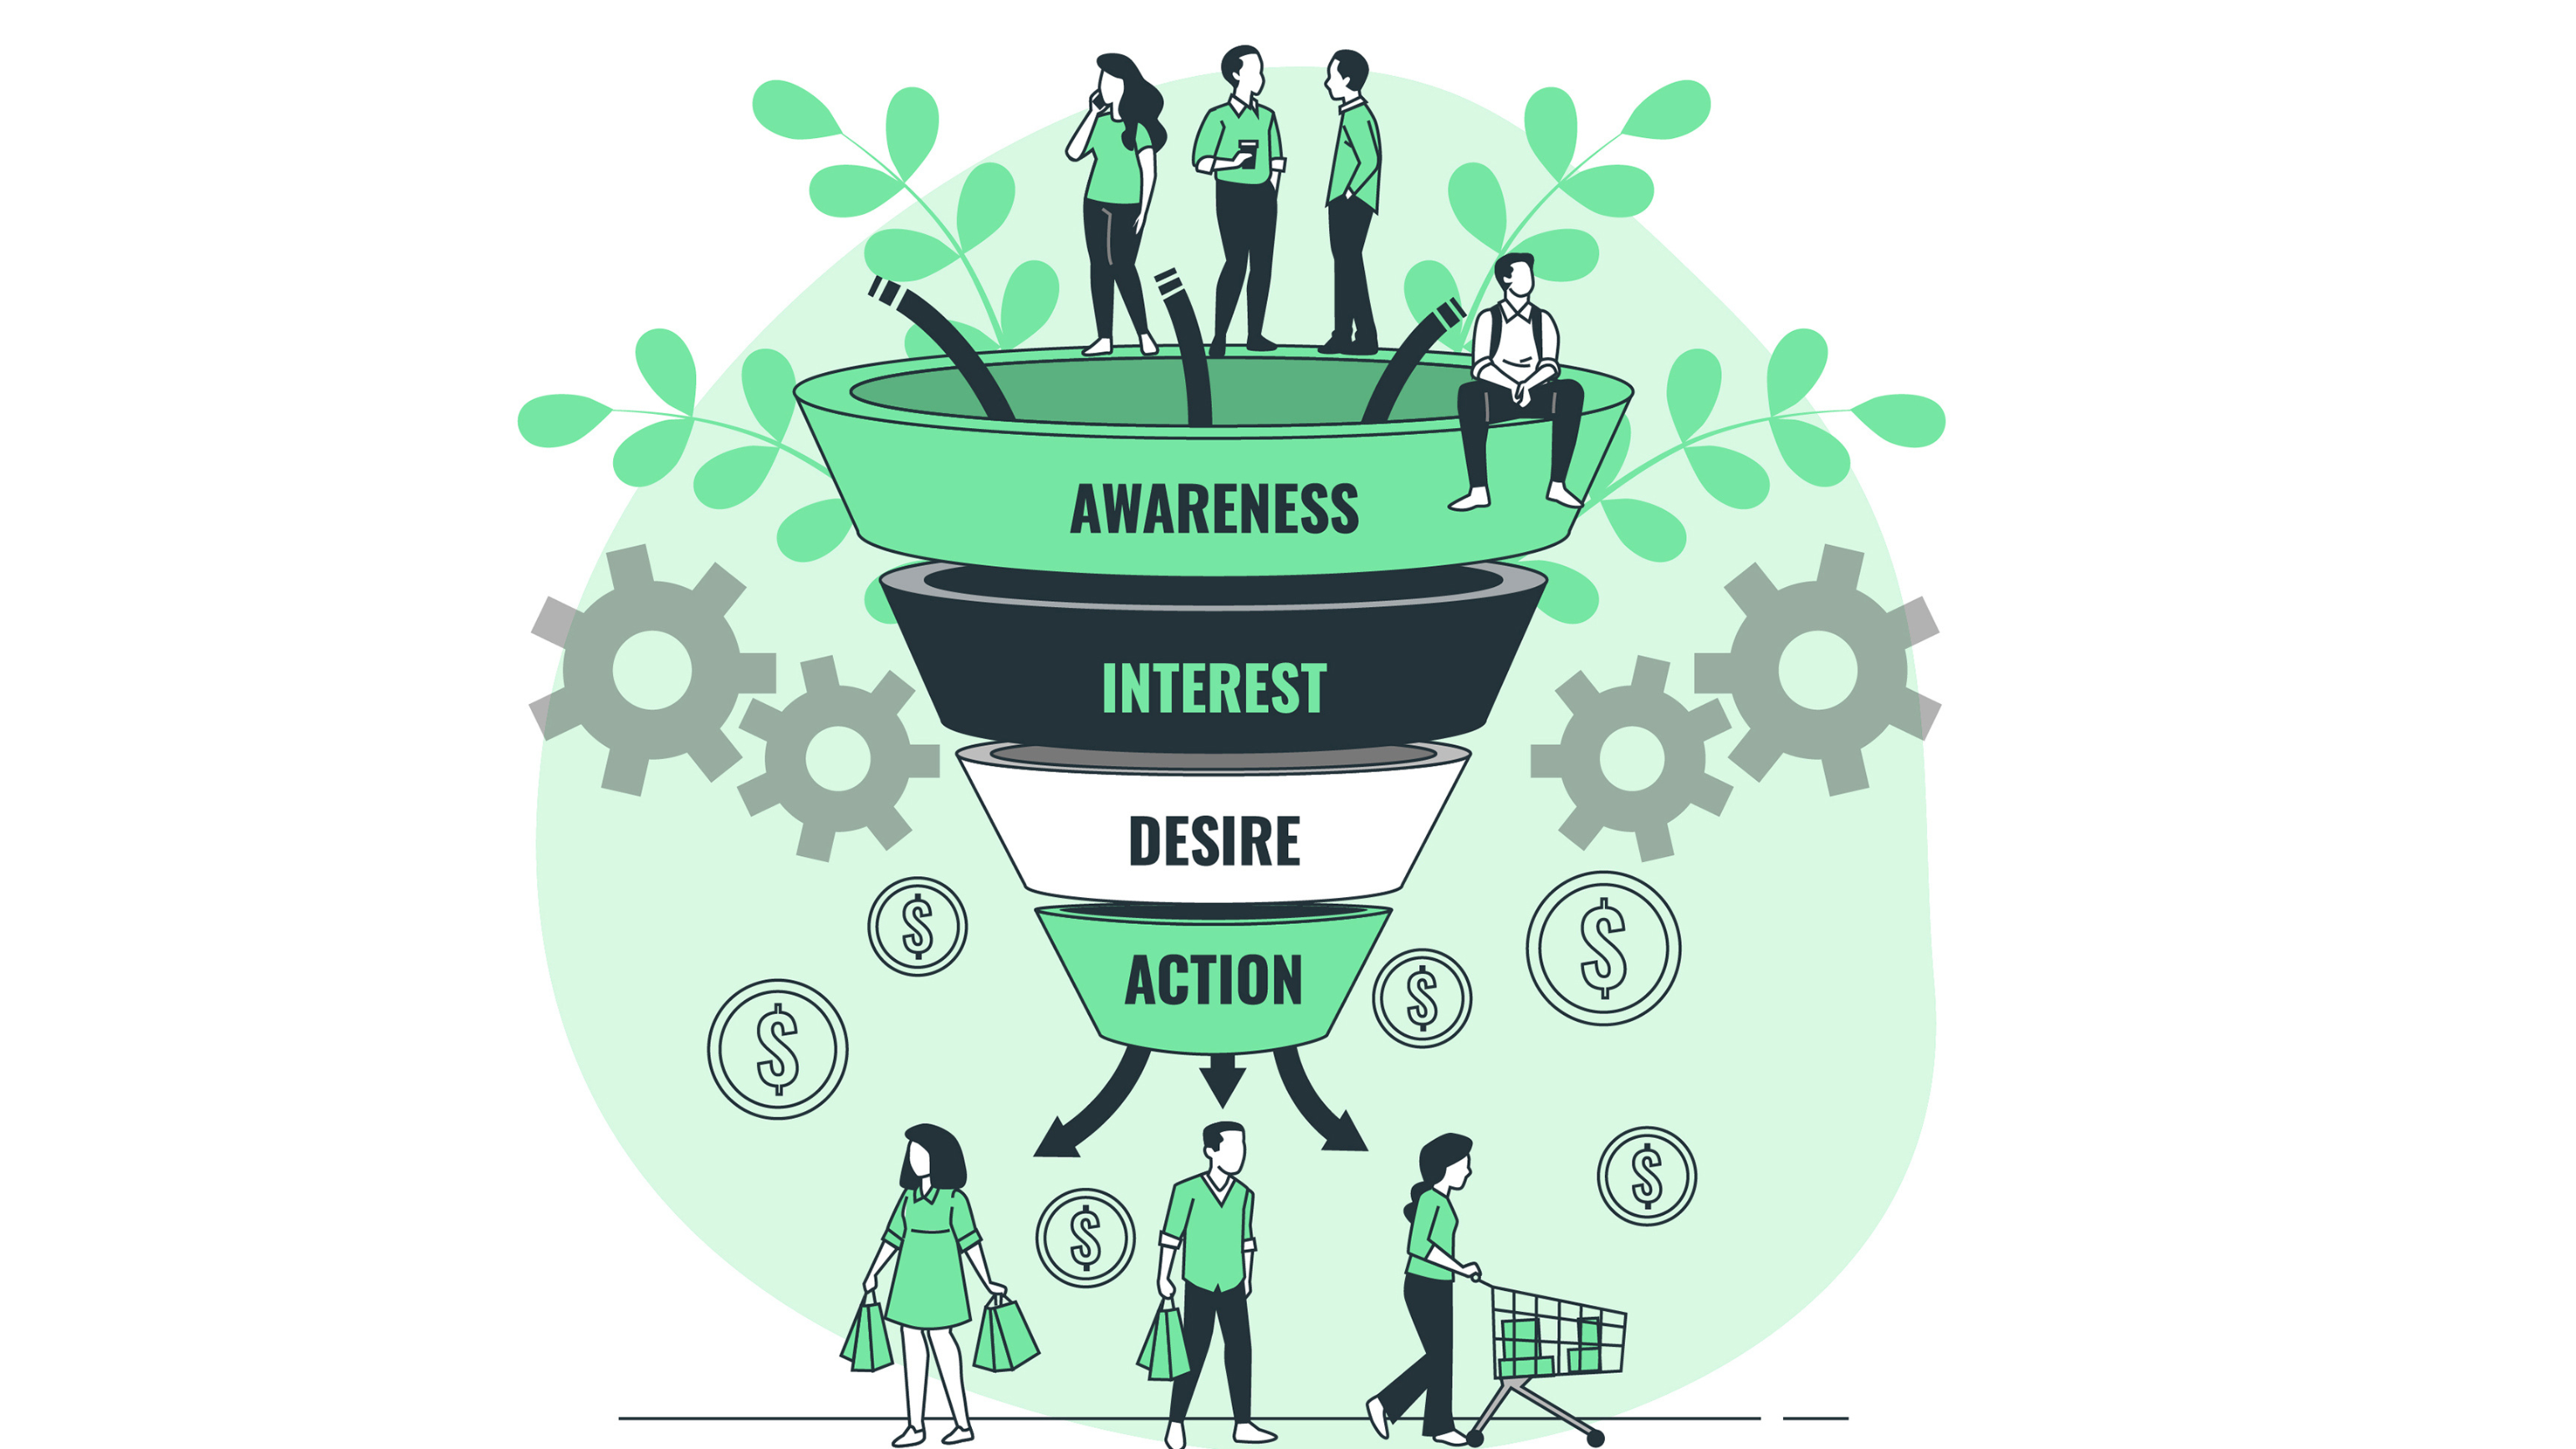 AWARENESS
INTEREST
DESIRE
ACTION
$
$
$
$
$
$